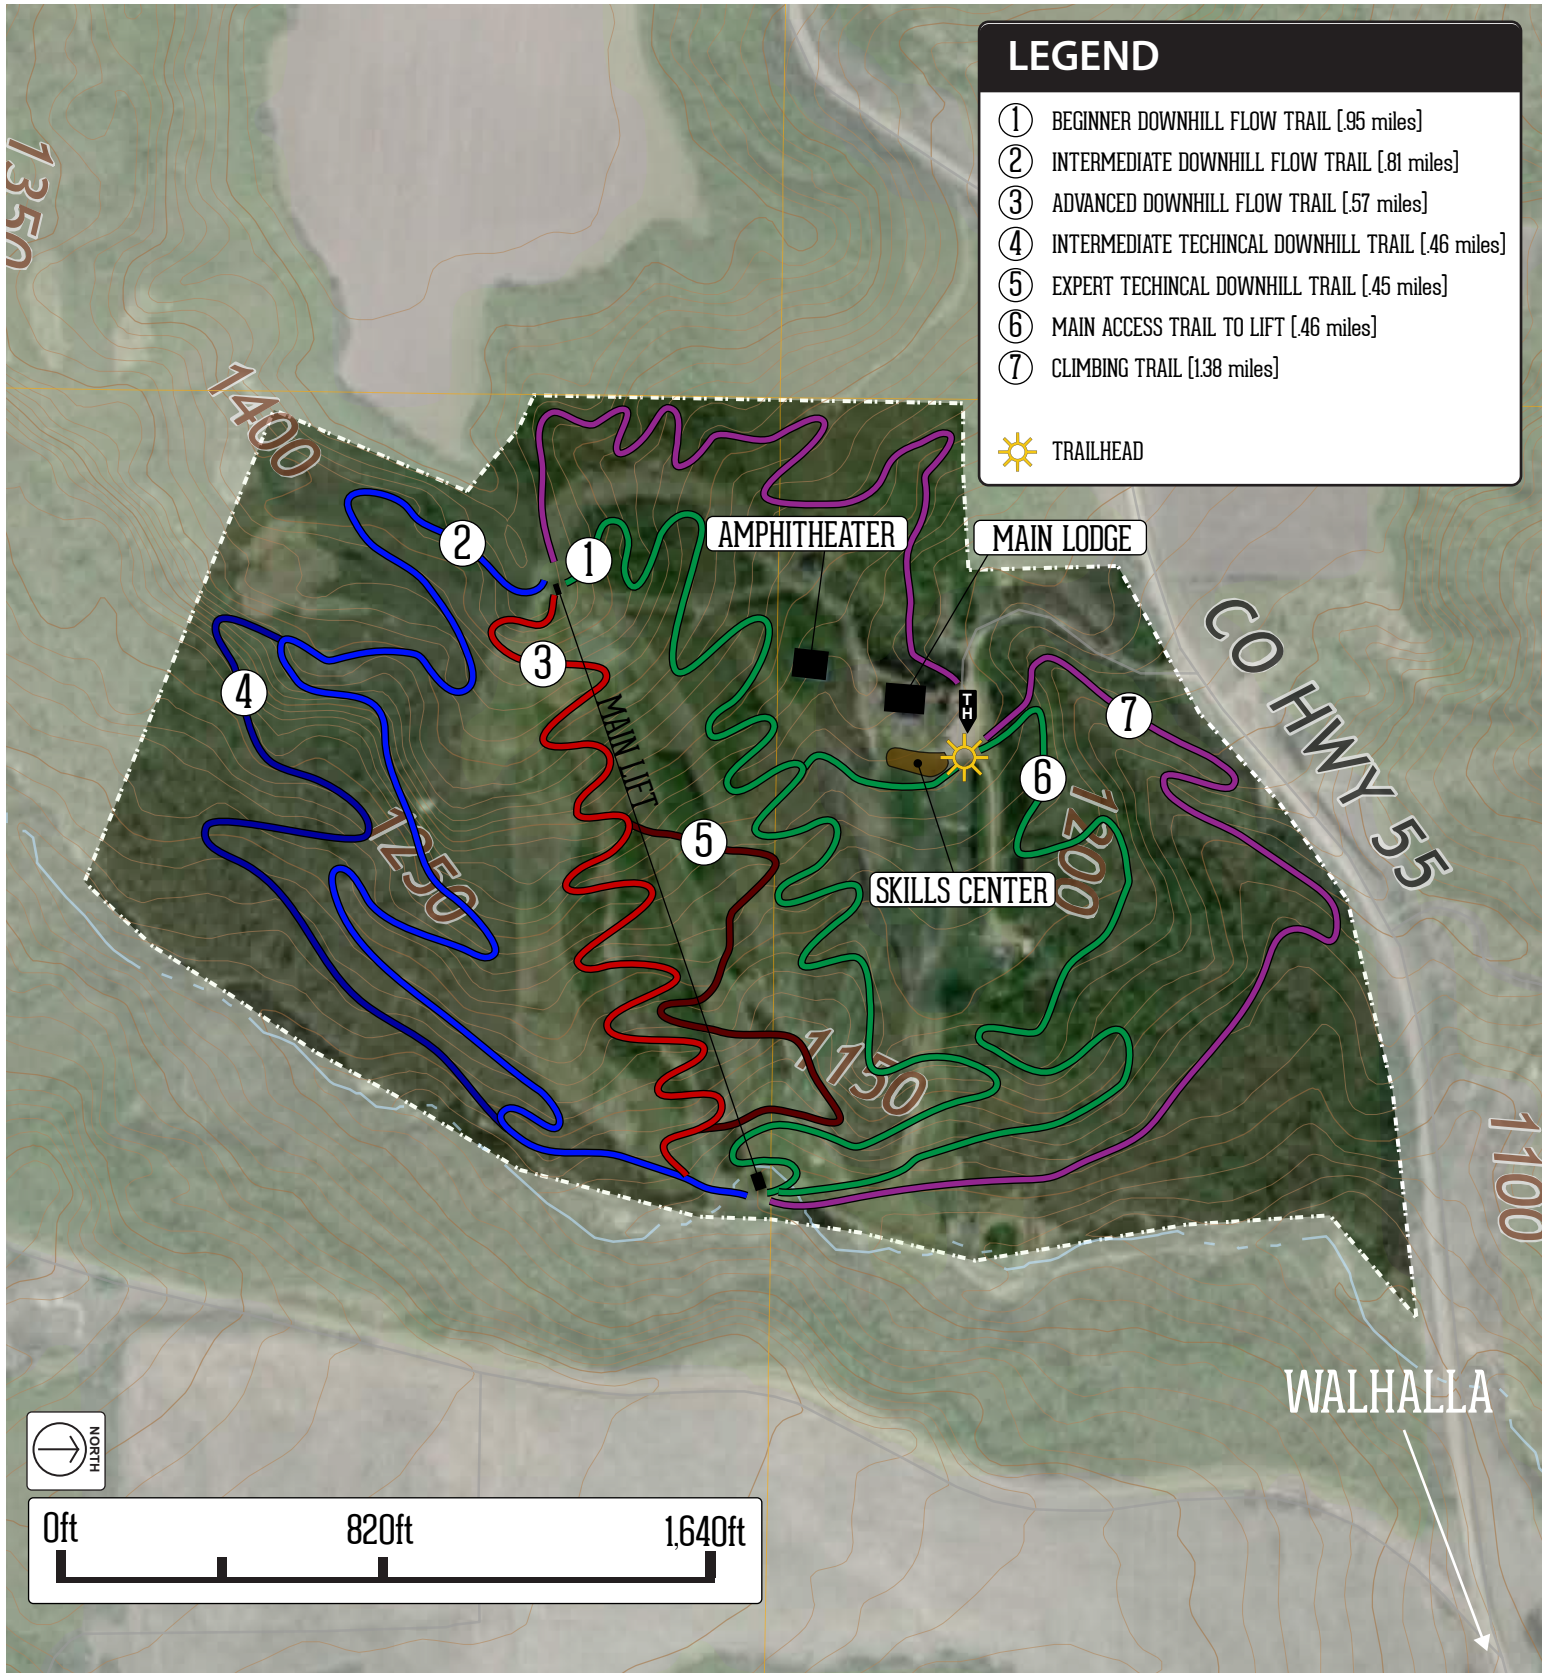 LEGEND
1 BEGINNER DOWNHILL FLOW TRAIL [.95 miles]
2 INTERMEDIATE DOWNHILL FLOW TRAIL [.81 miles]
3 ADVANCED DOWNHILL FLOW TRAIL [.57 miles]
4 INTERMEDIATE TECHINCAL DOWNHILL TRAIL [.46 miles]
5 EXPERT TECHINCAL DOWNHILL TRAIL [.45 miles]
6 MAIN ACCESS TRAIL TO LIFT [.46 miles]
7 CLIMBING TRAIL [1.38 miles]
TRAILHEAD
1350
1400
AMPHITHEATER
MAIN LODGE
2
1
3
4
CO HWY 55
MAIN LIFT
TH
7
6
5
1200
1250
SKILLS CENTER
1150
1100
WALHALLA
NORTH
0ft 820ft 1,640ft